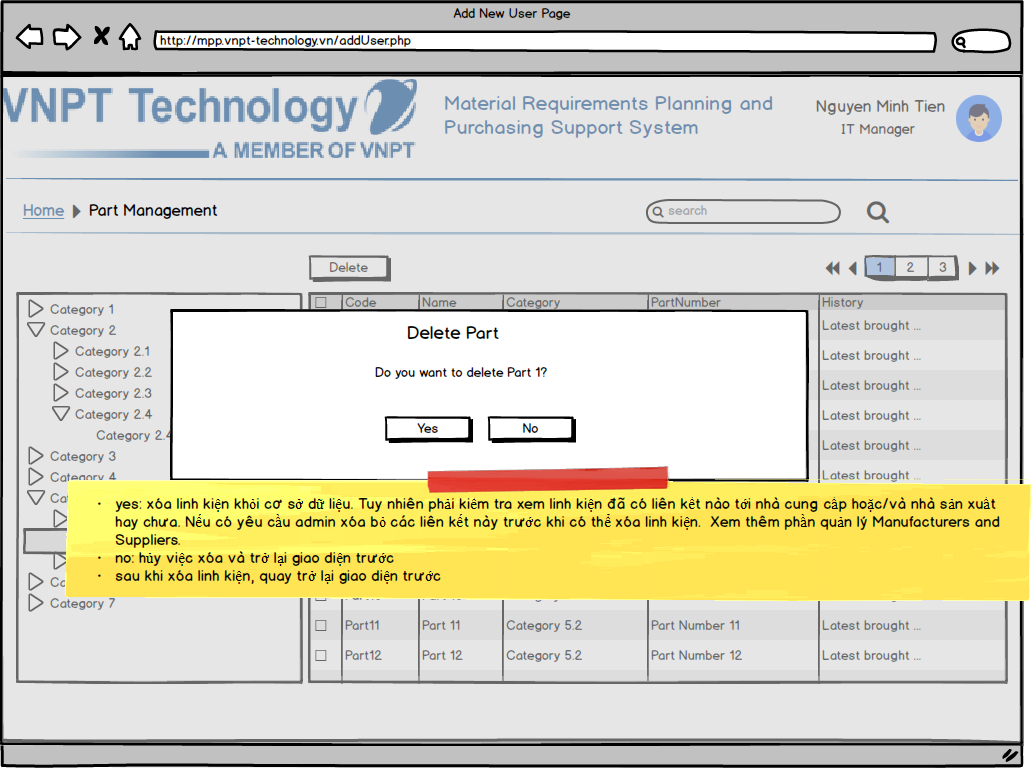 Add New User Page
http://mpp.vnpt-technology.vn/addUser.php
VNPT Technology
A MEMBER OF VNPT
Material Requirements Planning and
Purchasing Support System
Nguyen Minh Tien
IT Manager
Home
Part Management
search
Delete
1 2 3
Category 1
Category 2
Category 2.1
Category 2.2
Category 2.3
Category 2.4
Category 2.4
Category 3
Category 4
Category 7
Code Name Category PartNumber History
Latest brought ...
Latest brought ...
Latest brought ...
Latest brought ...
Latest brought ...
Latest brought ...
Delete Part
Do you want to delete Part 1?
Yes No
· yes: xóa linh kiện khỏi cơ sở dữ liệu. Tuy nhiên phải kiểm tra xem linh kiện đã có liên kết nào tới nhà cung cấp hoặc/và nhà sản xuất
hay chưa. Nếu có yêu cầu admin xóa bỏ các liên kết này trước khi có thể xóa linh kiện. Xem thêm phần quản lý Manufacturers and
Suppliers.
· no: hủy việc xóa và trở lại giao diện trước
· sau khi xóa linh kiện, quay trở lại giao diện trước
Part11 Part 11 Category 5.2 Part Number 11 Latest brought ...
Part12 Part 12 Category 5.2 Part Number 12 Latest brought ...